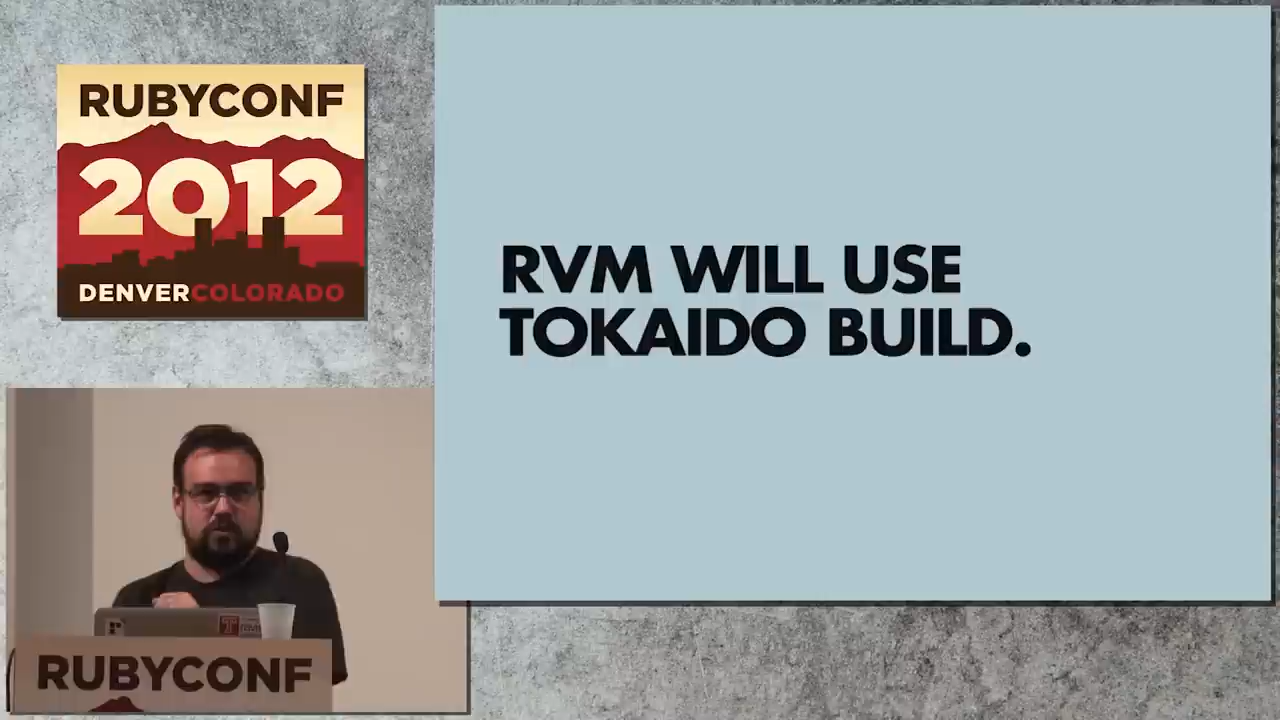 RUBYCONF
2012
DENVERCOLORADO
RVM WILL USE
TOKAIDO BUILD.
RUBYCONF